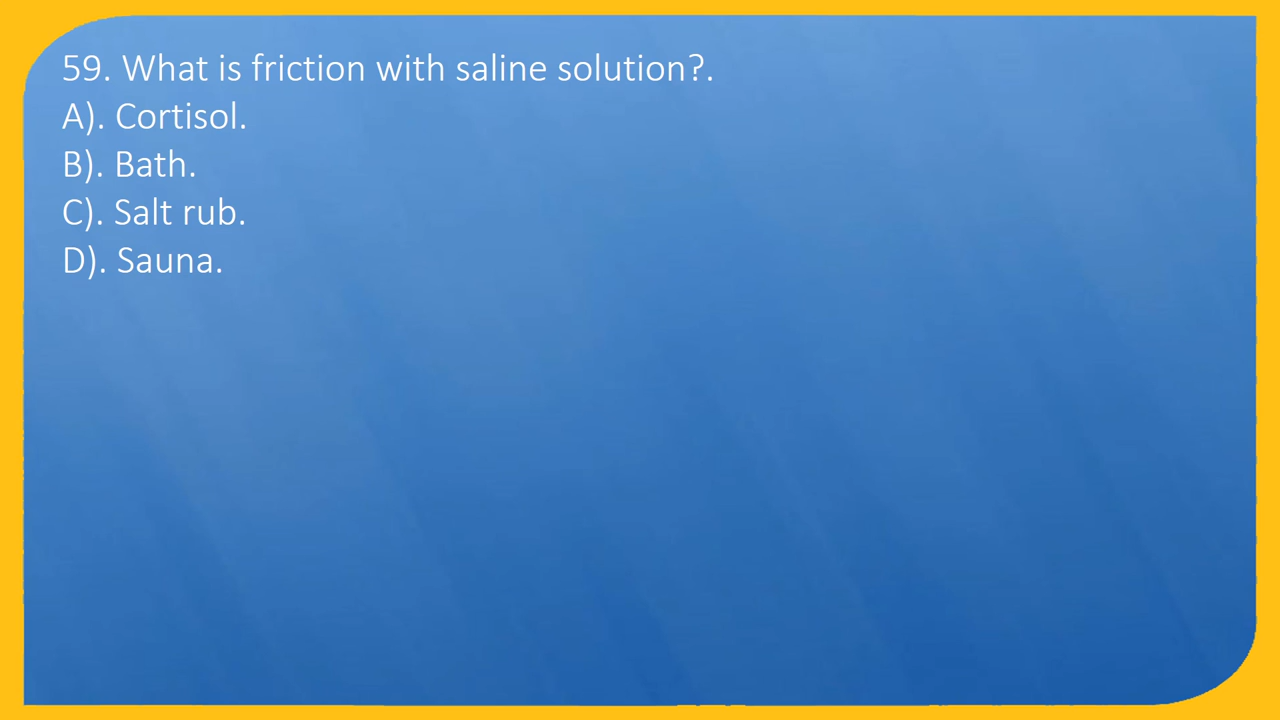 59. What is friction with saline solution?.
A). Cortisol.
B). Bath.
C). Salt rub.
D). Sauna.